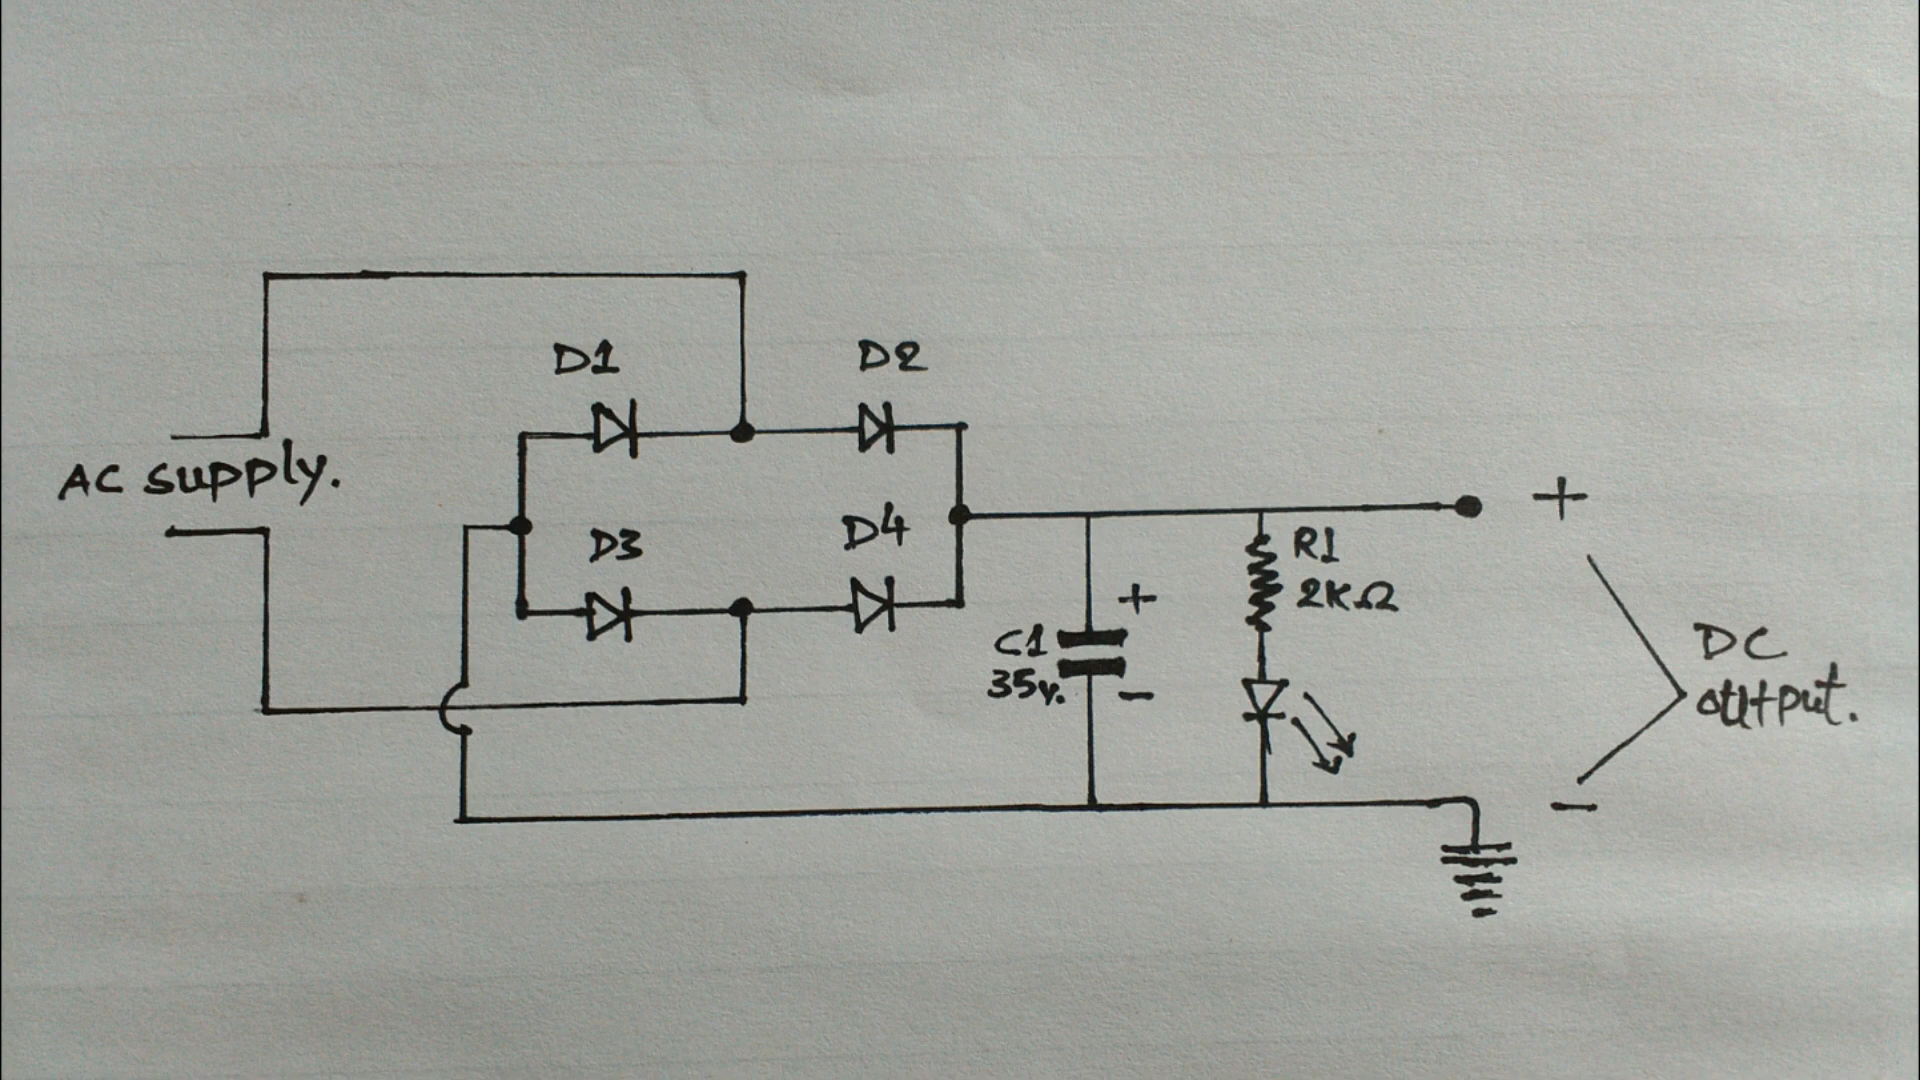 D1
D2
AC supply.
D3
D4
+
R1
2KΩ
+
C1
35v.
-
DC
output.
-